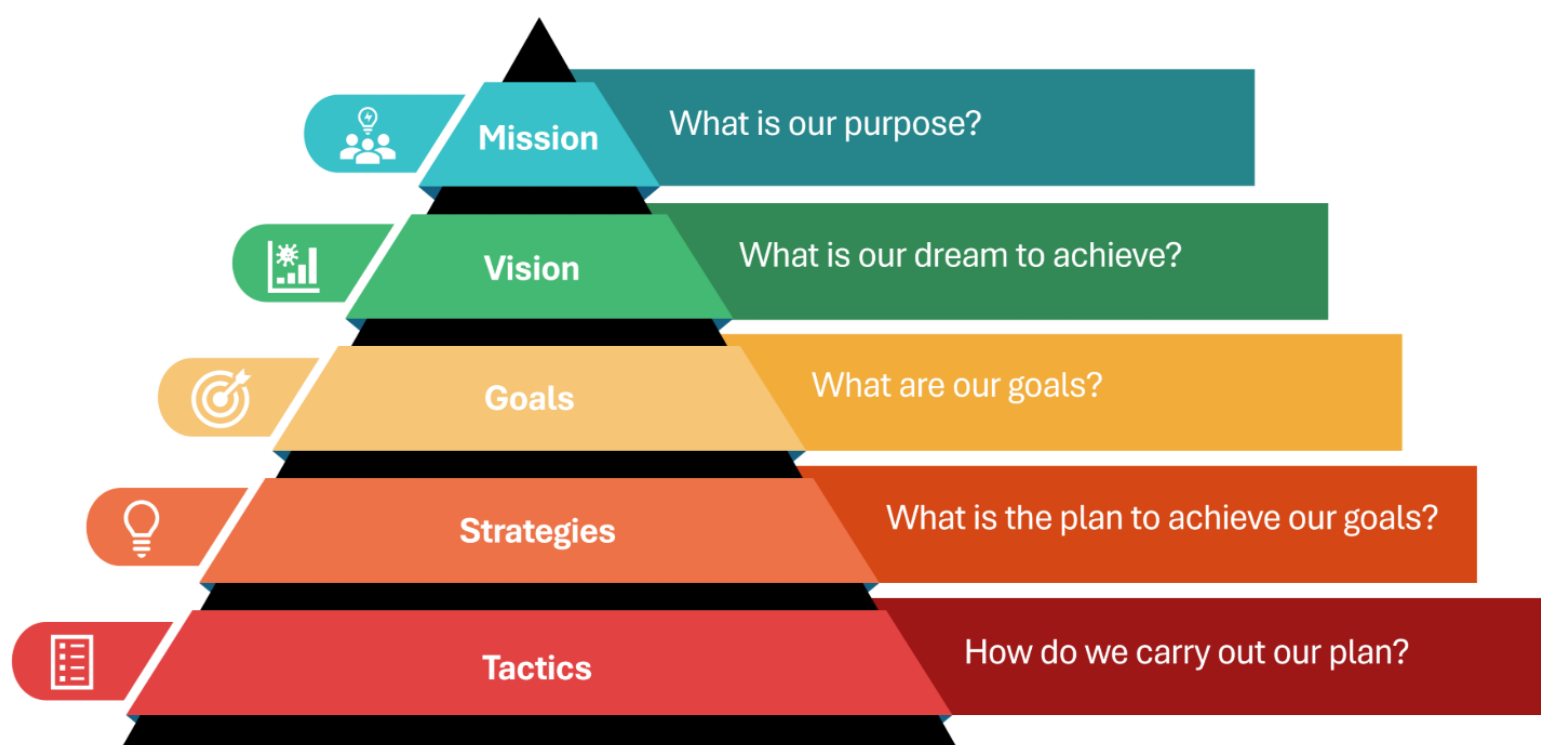 Mission
What is our purpose?
Vision
What is our dream to achieve?
Goals
What are our goals?
Strategies
What is the plan to achieve our goals?
Tactics
How do we carry out our plan?